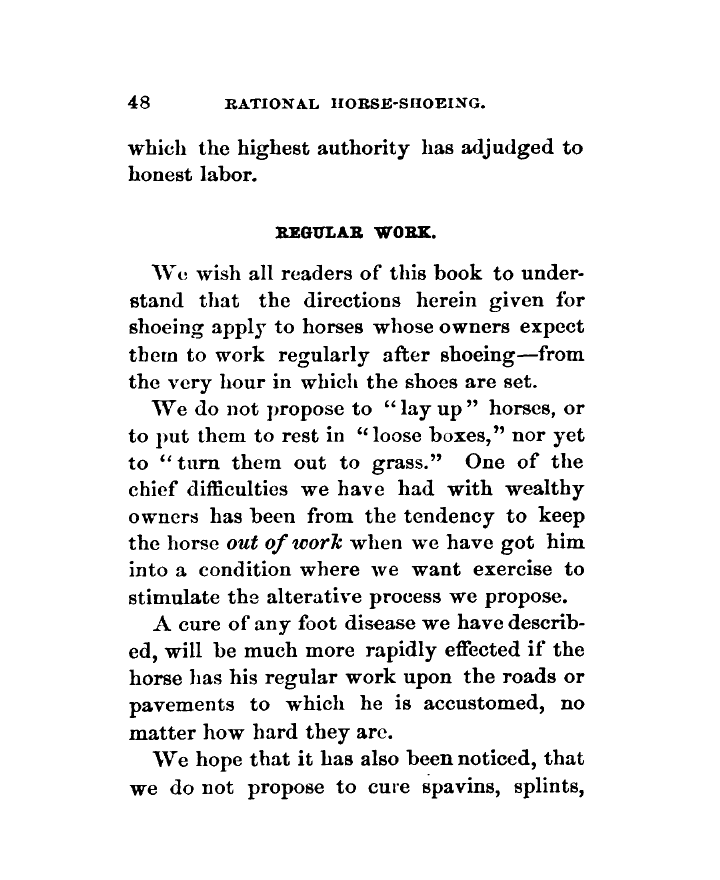 48 RATIONAL HORSE-SHOEING.
which the highest authority has adjudged to
honest labor.
REGULAR WORK.
We wish all readers of this book to under-
stand that the directions herein given for
shoeing apply to horses whose owners expect
them to work regularly after shoeing—from
the very hour in which the shoes are set.
We do not propose to “lay up” horses, or
to put them to rest in “loose boxes,” nor yet
to “turn them out to grass.” One of the
chief difficulties we have had with wealthy
owners has been from the tendency to keep
the horse out of work when we have got him
into a condition where we want exercise to
stimulate the alterative process we propose.
A cure of any foot disease we have describ-
ed, will be much more rapidly effected if the
horse has his regular work upon the roads or
pavements to which he is accustomed, no
matter how hard they are.
We hope that it has also been noticed, that
we do not propose to cure spavins, splints,